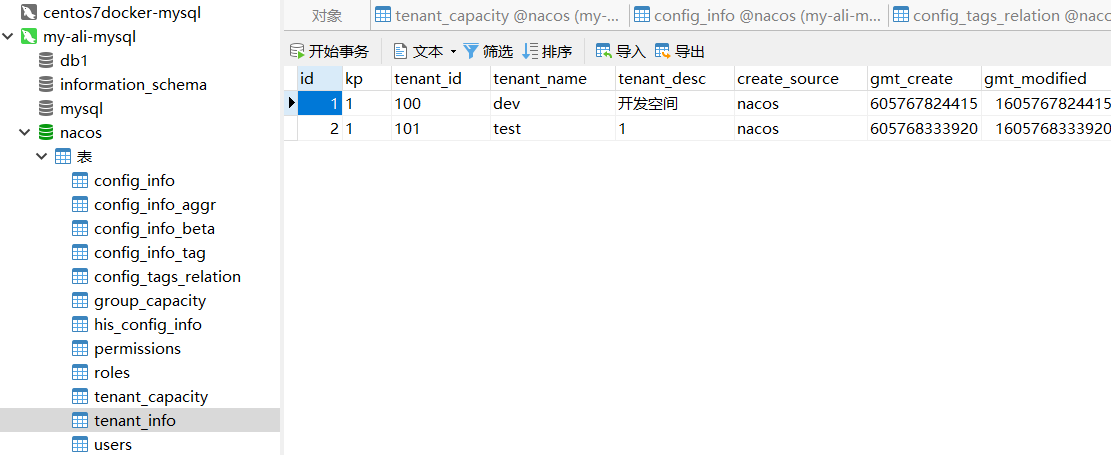 centos7docker-mysql
my-ali-mysql
db1
information_schema
mysql
nacos
表
config_info
config_info_aggr
config_info_beta
config_info_tag
config_tags_relation
group_capacity
his_config_info
permissions
roles
tenant_capacity
tenant_info
users
对象 tenant_capacity @nacos (my-... config_info @nacos (my-ali-m... config_tags_relation @naco
开始事务 文本 筛选 排序 导入 导出
id kp tenant_id tenant_name tenant_desc create_source gmt_create gmt_modified
1 1 100 dev 开发空间 nacos 605767824415 1605767824415
2 1 101 test 1 nacos 605768333920 1605768333920